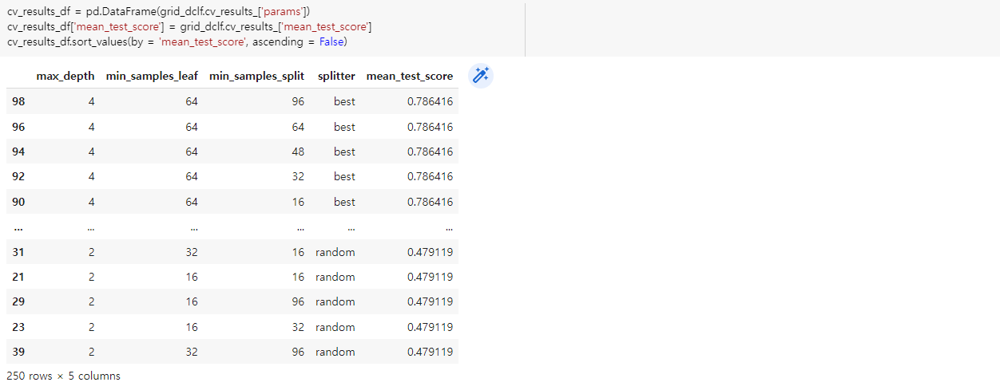 cv_results_df = pd.DataFrame(grid_dclf.cv_results_['params'])
cv_results_df['mean_test_score'] = grid_dclf.cv_results_['mean_test_score']
cv_results_df.sort_values(by = 'mean_test_score', ascending = False)
max_depth min_samples_leaf min_samples_split splitter mean_test_score
98 4 64 96 best 0.786416
96 4 64 64 best 0.786416
94 4 64 48 best 0.786416
92 4 64 32 best 0.786416
90 4 64 16 best 0.786416
... ... ... ... ... ...
31 2 32 16 random 0.479119
21 2 16 16 random 0.479119
29 2 16 96 random 0.479119
23 2 16 32 random 0.479119
39 2 32 96 random 0.479119
250 rows × 5 columns